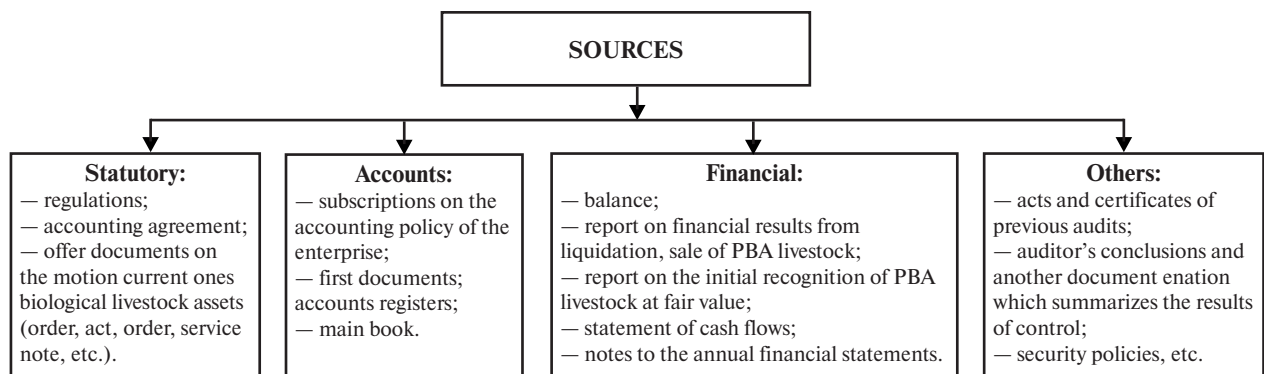 SOURCES
Statutory:
— regulations;
— accounting agreement;
— offer documents on
the motion current ones
biological livestock assets
(order, act, order, service
note, etc.).
Accounts:
— subscriptions on the
accounting policy of the
enterprise;
— first documents;
accounts registers;
— main book.
Financial:
— balance;
— report on financial results from
liquidation, sale of PBA livestock;
— report on the initial recognition of PBA
livestock at fair value;
— statement of cash flows;
— notes to the annual financial statements.
Others:
— acts and certificates of
previous audits;
— auditor’s conclusions and
another document enation
which summarizes the results
of control;
— security policies, etc.